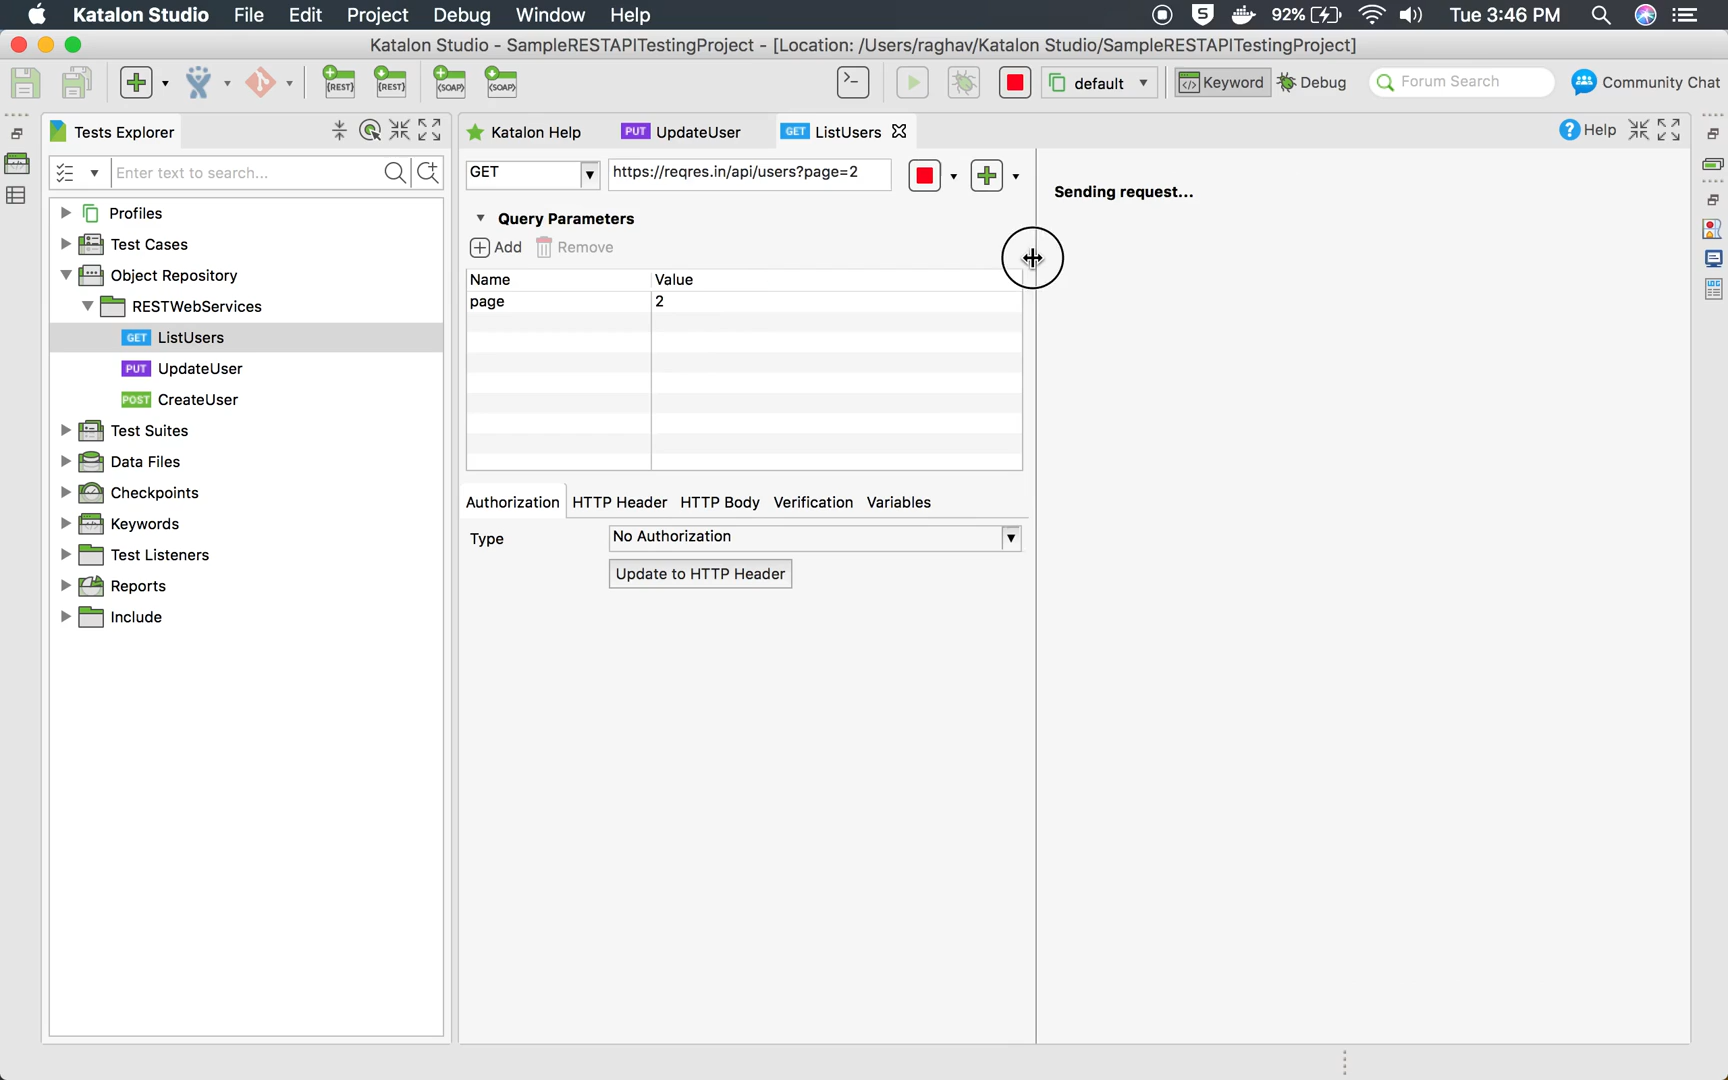 Katalon Studio File Edit Project Debug Window Help S 92% Tue 3:46 PM
Katalon Studio - SampleRESTAPITestingProject - [Location: /Users/raghav/Katalon Studio/SampleRESTAPITestingProject]
{REST} {REST} {SOAP} {SOAP} default Keyword Debug Forum Search Community Chat
Tests Explorer
Enter text to search...
Profiles
Test Cases
Object Repository
RESTWebServices
GET ListUsers
PUT UpdateUser
POST CreateUser
Test Suites
Data Files
Checkpoints
Keywords
Test Listeners
Reports
Include
Katalon Help PUT UpdateUser GET ListUsers Help
GET https://reqres.in/api/users?page=2
Query Parameters
Add Remove
Name Value
page 2
Authorization HTTP Header HTTP Body Verification Variables
Type No Authorization
Update to HTTP Header
Sending request...